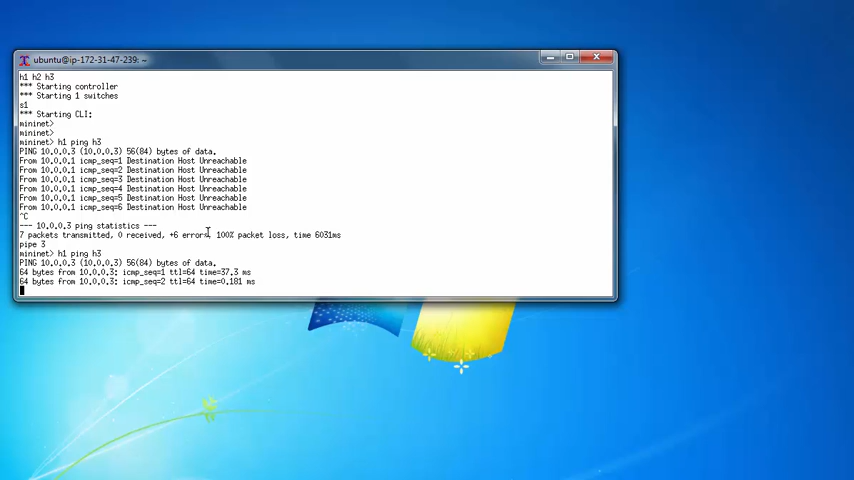 ubuntu@ip-172-31-47-239: ~
h1 h2 h3
*** Starting controller
*** Starting 1 switches
s1
*** Starting CLI:
mininet>
mininet>
mininet> h1 ping h3
PING 10.0.0.3 (10.0.0.3) 56(84) bytes of data.
From 10.0.0.1 icmp_seq=1 Destination Host Unreachable
From 10.0.0.1 icmp_seq=2 Destination Host Unreachable
From 10.0.0.1 icmp_seq=3 Destination Host Unreachable
From 10.0.0.1 icmp_seq=4 Destination Host Unreachable
From 10.0.0.1 icmp_seq=5 Destination Host Unreachable
From 10.0.0.1 icmp_seq=6 Destination Host Unreachable
^C
--- 10.0.0.3 ping statistics ---
7 packets transmitted, 0 received, +6 errors, 100% packet loss, time 6031ms
pipe 3
mininet> h1 ping h3
PING 10.0.0.3 (10.0.0.3) 56(84) bytes of data.
64 bytes from 10.0.0.3: icmp_seq=1 ttl=64 time=37.3 ms
64 bytes from 10.0.0.3: icmp_seq=2 ttl=64 time=0.181 ms